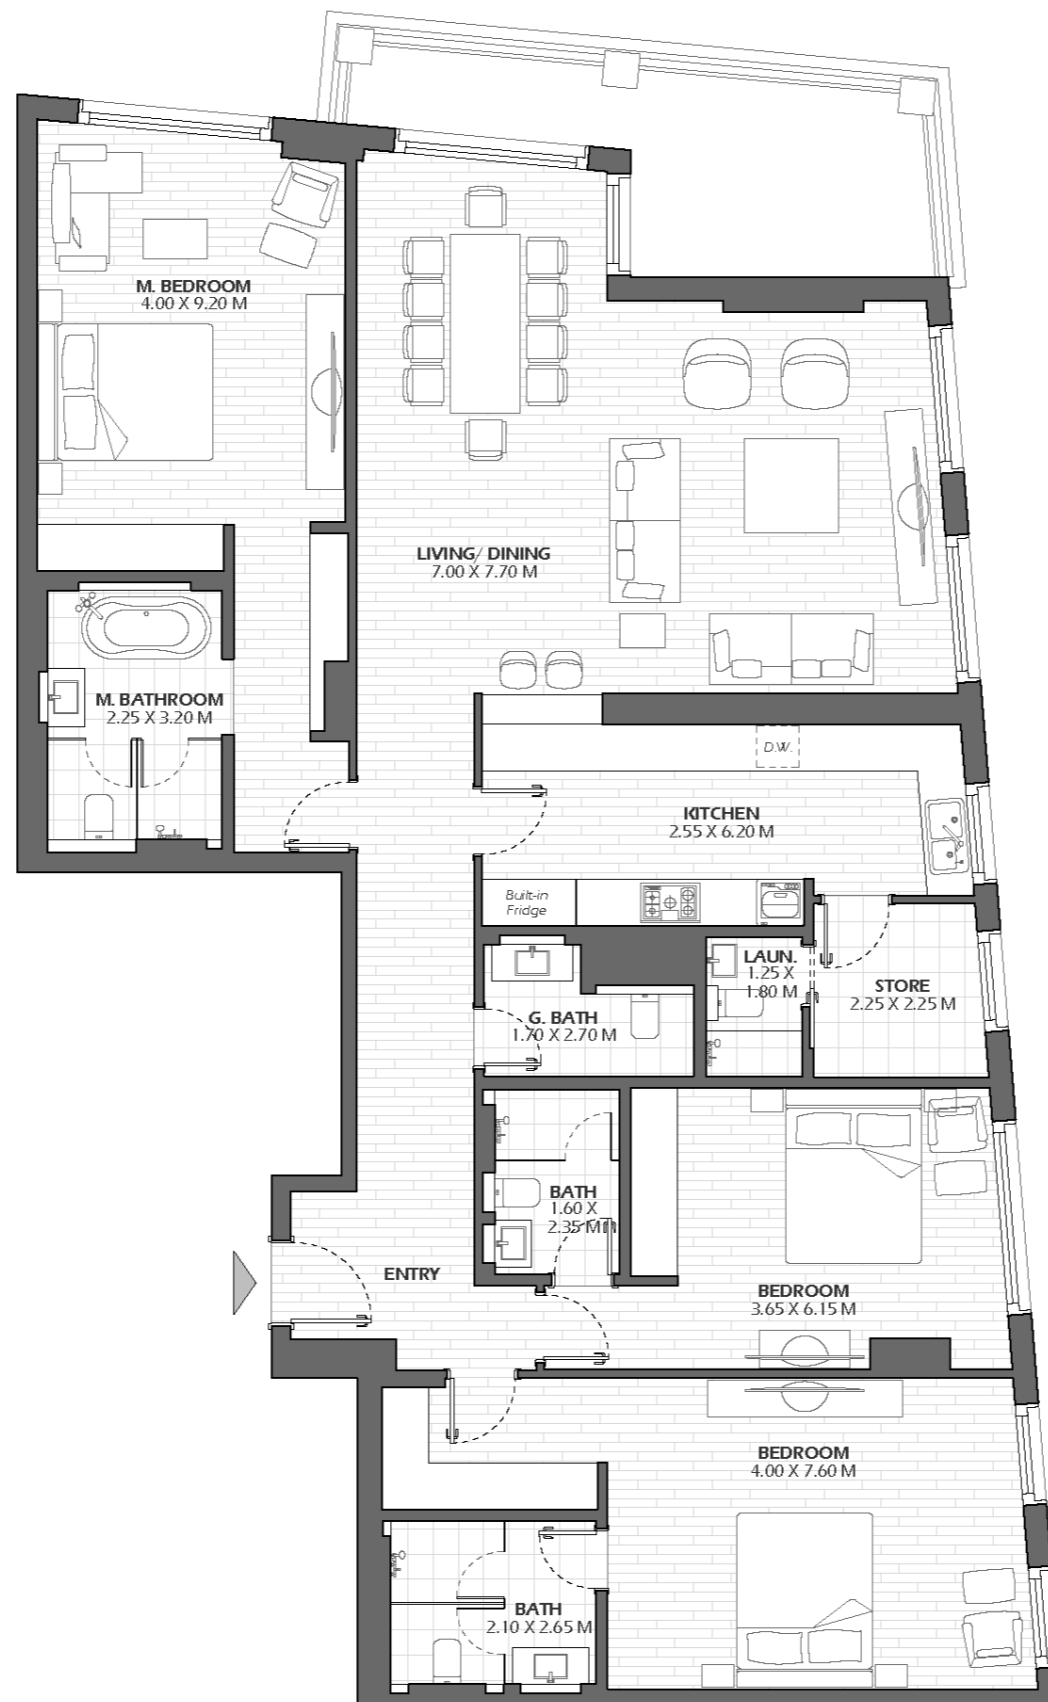 M. BEDROOM
4.00 X 9.20 M
LIVING/ DINING
7.00 X 7.70 M
M. BATHROOM
2.25 X 3.20 M
D.W.
KITCHEN
2.55 X 6.20 M
Built-in
Fridge
LAUN.
1.25 X
1.80 M
STORE
2.25 X 2.25 M
G. BATH
1.70 X 2.70 M
BATH
1.60 X
2.35 M
ENTRY
BEDROOM
3.65 X 6.15 M
BEDROOM
4.00 X 7.60 M
BATH
2.10 X 2.65 M